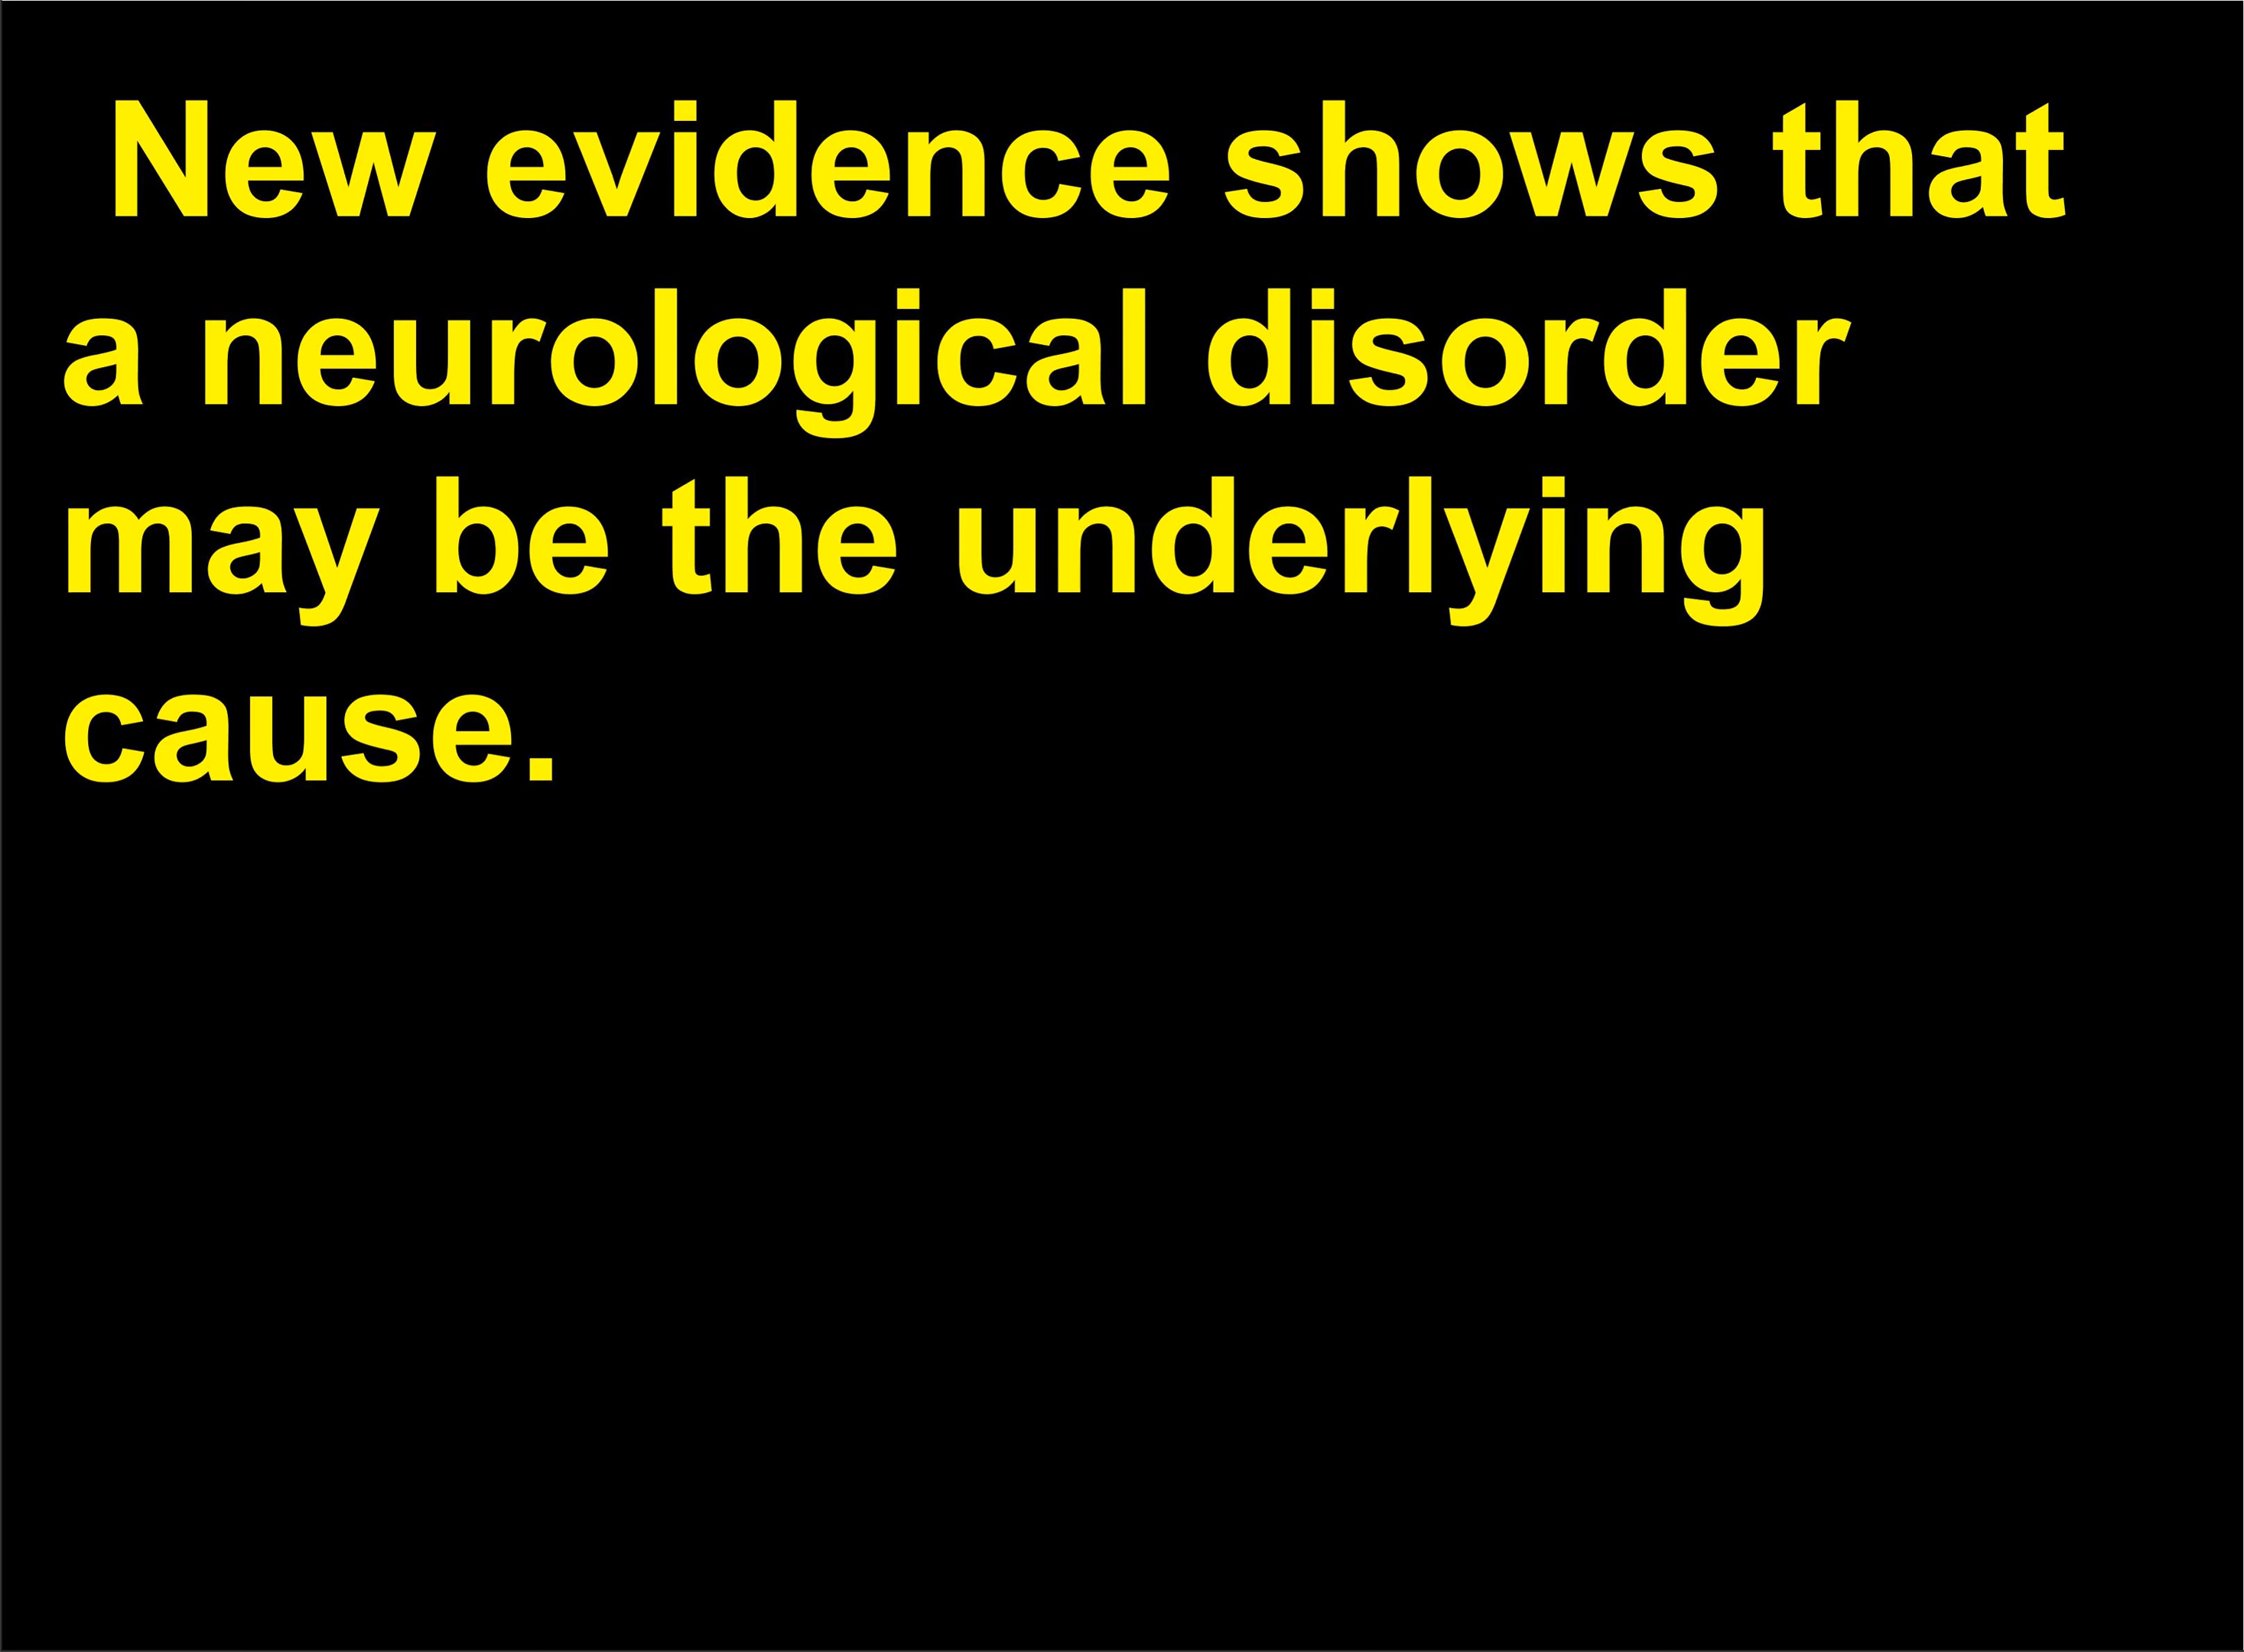 New evidence shows that
a neurological disorder
may be the underlying
cause.